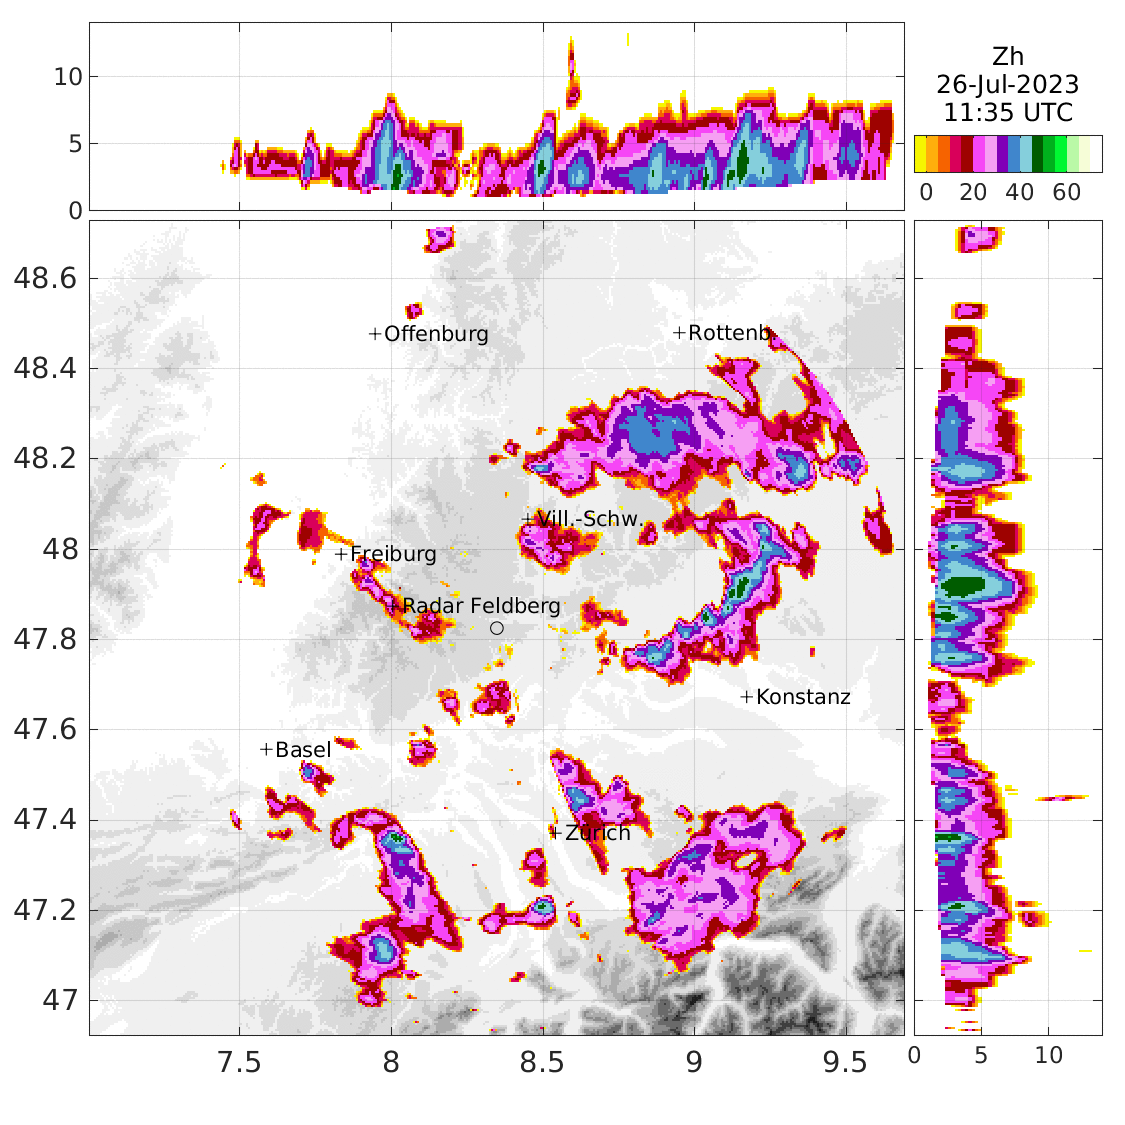 10
5
0
Zh
26-Jul-2023
11:35 UTC
0 20 40 60
48.6
48.4
48.2
48
47.8
47.6
47.4
47.2
47
+Offenburg
+Rottenb.
+Vill.-Schw.
+Freiburg
+Radar Feldberg
+Konstanz
+Basel
+Zürich
7.5 8 8.5 9 9.5
0 5 10